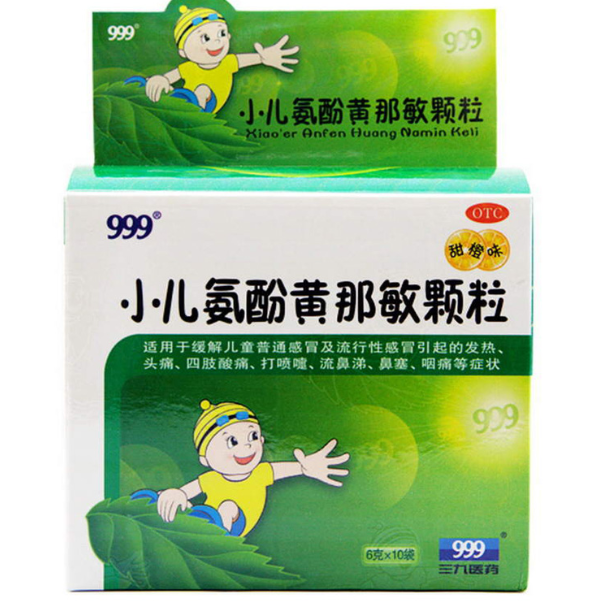 999®
999
小儿氨酚黄那敏颗粒
Xiao'er Anfen Huang Namin Keli
999®
OTC
甜橙味
小儿氨酚黄那敏颗粒
适用于缓解儿童普通感冒及流行性感冒引起的发热、
头痛、四肢酸痛、打喷嚏、流鼻涕、鼻塞、咽痛等症状
999
6克×10袋
999®
三九医药